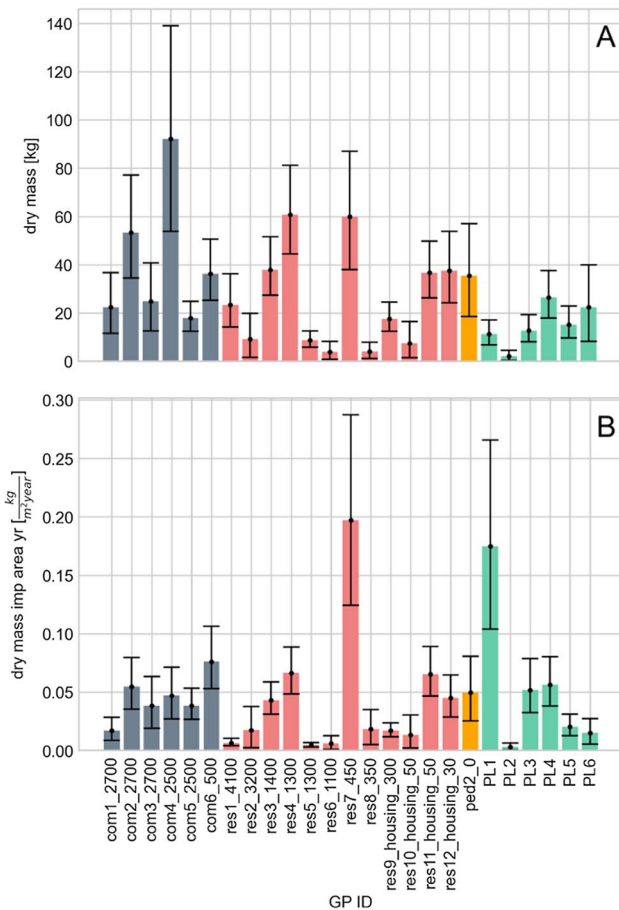 A
dry mass [kg]
140
120
100
80
60
40
20
0
B
dry mass imp area yr [kg/m²year]
0.30
0.25
0.20
0.15
0.10
0.05
0.00
com1_2700
com2_2700
com3_2700
com4_2500
com5_2500
com6_500
res1_4100
res2_3200
res3_1400
res4_1300
res5_1300
res6_1100
res7_450
res8_350
res9_housing_300
res10_housing_50
res11_housing_50
res12_housing_30
ped2_0
PL1
PL2
PL3
PL4
PL5
PL6
GP ID